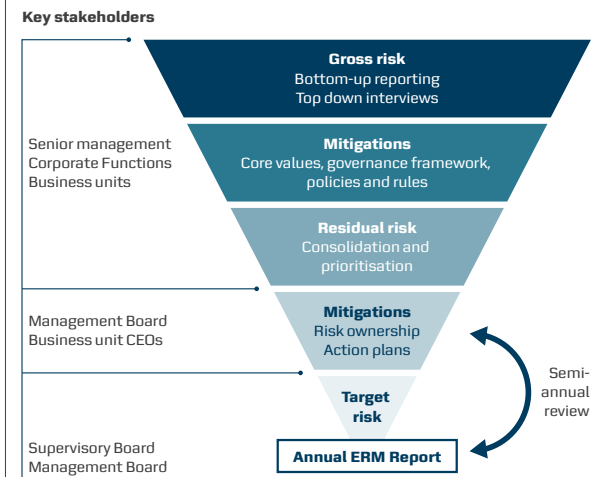 Key stakeholders
Gross risk
Bottom-up reporting
Top down interviews
Senior management
Corporate Functions
Business units
Mitigations
Core values, governance framework,
policies and rules
Residual risk
Consolidation and
prioritisation
Management Board
Business unit CEOs
Mitigations
Risk ownership
Action plans
Semi-
annual
review
Target
risk
Supervisory Board
Management Board
Annual ERM Report